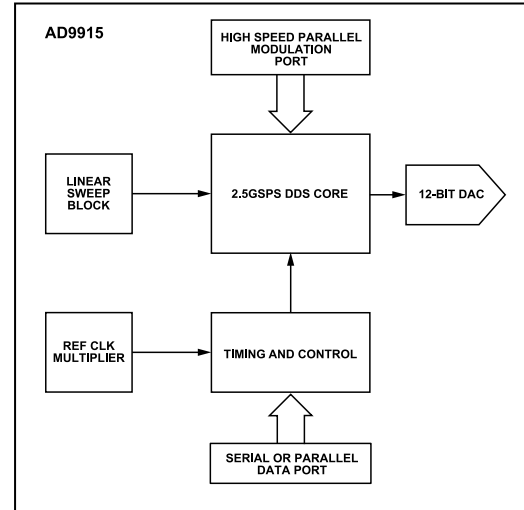 AD9915
HIGH SPEED PARALLEL
MODULATION
PORT
LINEAR
SWEEP
BLOCK
2.5GSPS DDS CORE
12-BIT DAC
REF CLK
MULTIPLIER
TIMING AND CONTROL
SERIAL OR PARALLEL
DATA PORT